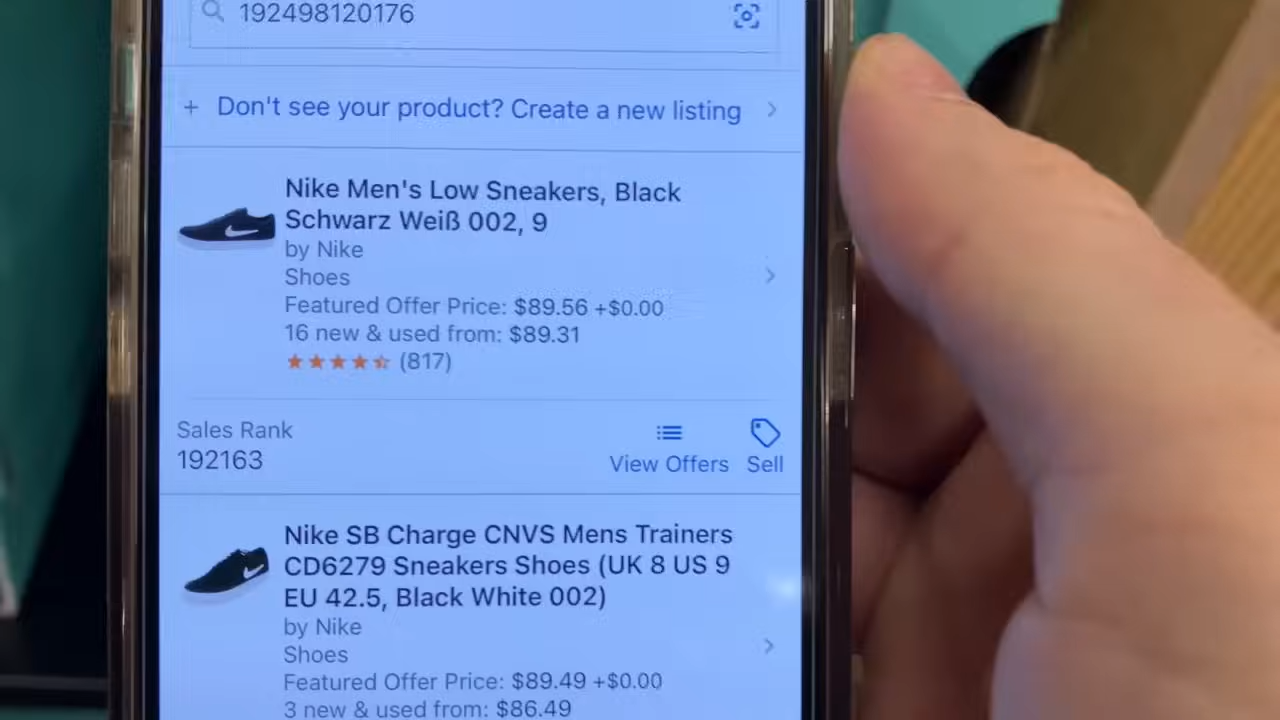 192498120176
+ Don't see your product? Create a new listing >
Nike Men's Low Sneakers, Black
Schwarz Weiß 002, 9
by Nike
Shoes
Featured Offer Price: $89.56 +$0.00
16 new & used from: $89.31
(817)
Sales Rank
192163
View Offers
Sell
Nike SB Charge CNVS Mens Trainers
CD6279 Sneakers Shoes (UK 8 US 9
EU 42.5, Black White 002)
by Nike
Shoes
Featured Offer Price: $89.49 +$0.00
3 new & used from: $86.49